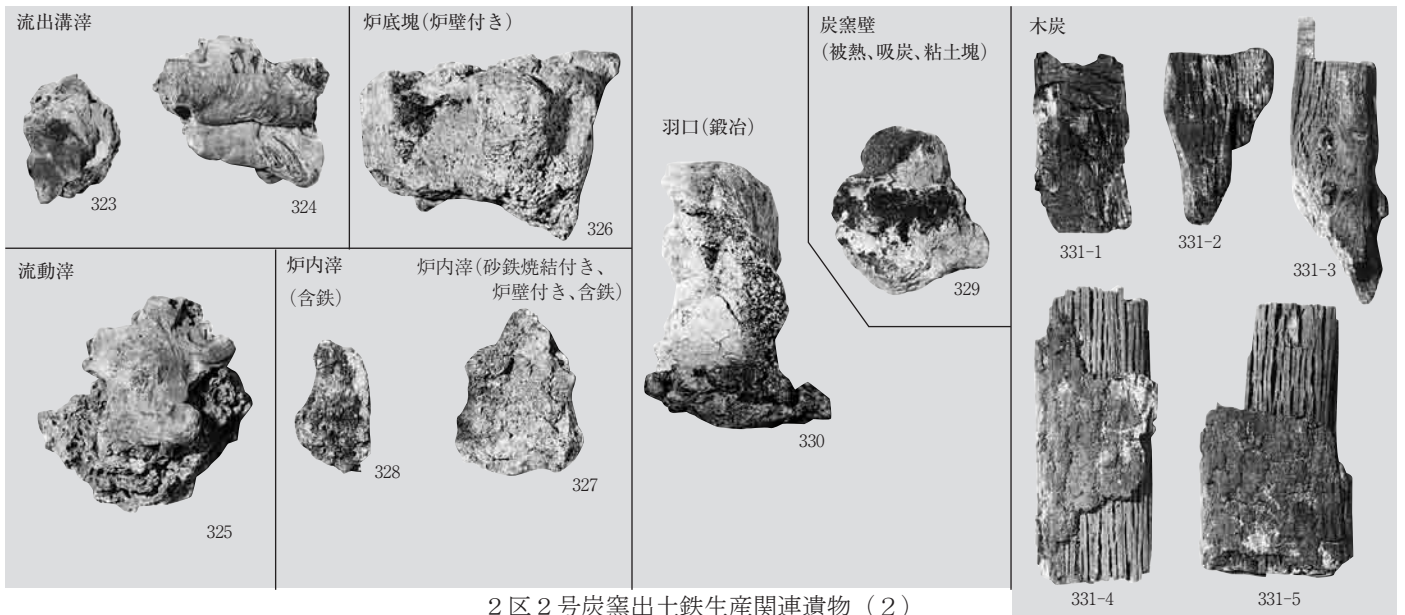 流出溝滓
323
324
炉底塊(炉壁付き)
326
流動滓
325
炉内滓
(含鉄)
328
炉内滓(砂鉄焼結付き、
炉壁付き、含鉄)
327
羽口(鍛冶)
330
炭窯壁
(被熱、吸炭、粘土塊)
329
木炭
331-1
331-2
331-3
331-4
331-5
2区2号炭窯出土鉄生産関連遺物(2)